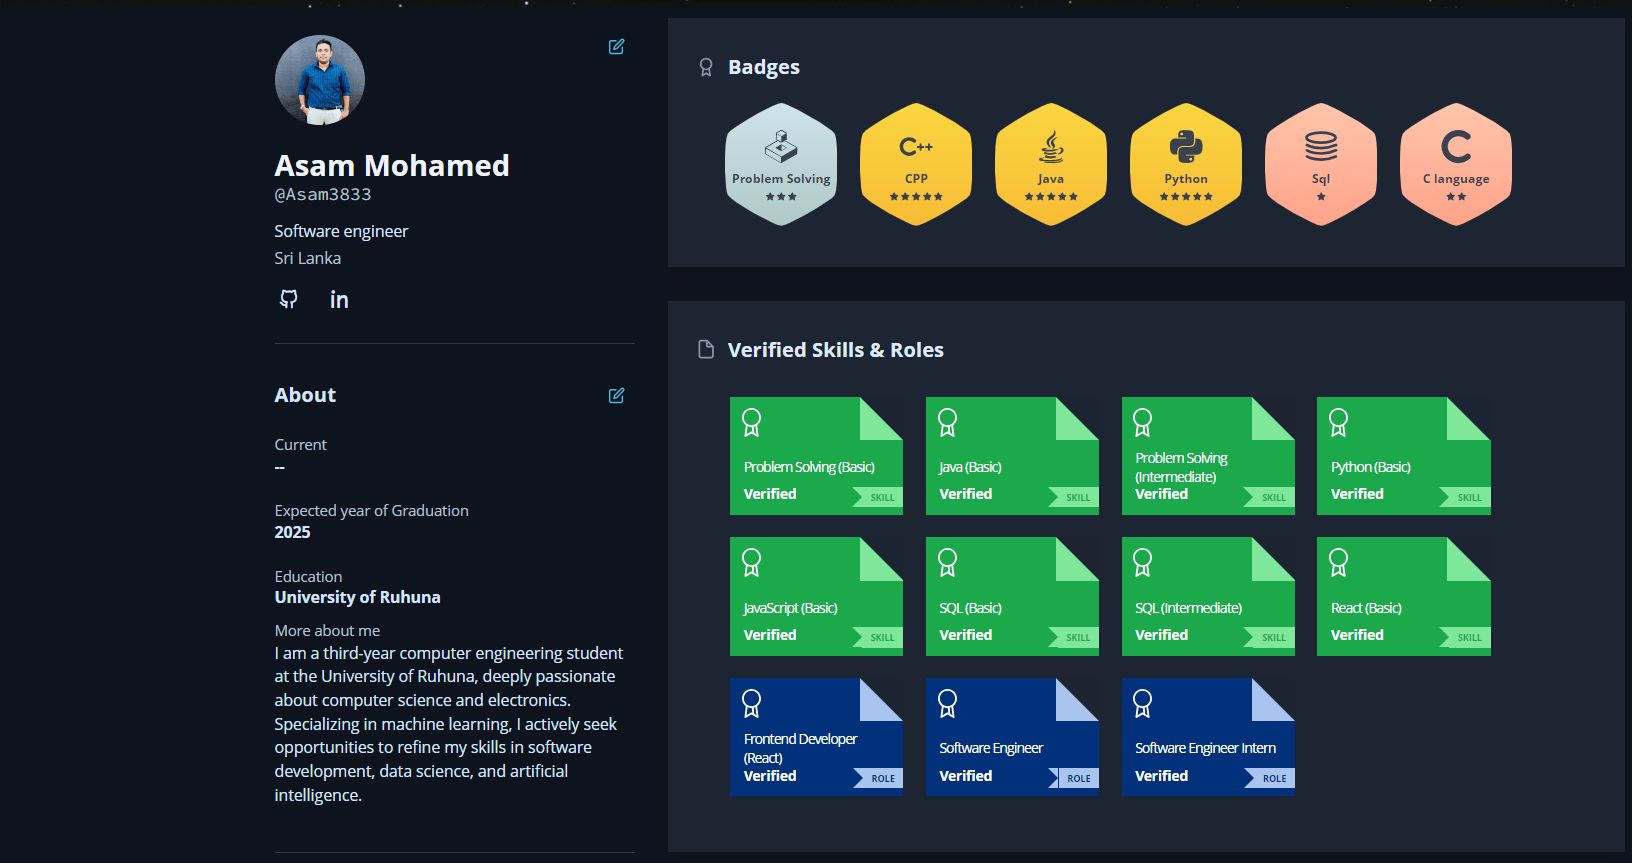 Asam Mohamed
@Asam3833
Software engineer
Sri Lanka
in
About
Current
--
Expected year of Graduation
2025
Education
University of Ruhuna
More about me
I am a third-year computer engineering student
at the University of Ruhuna, deeply passionate
about computer science and electronics.
Specializing in machine learning, I actively seek
opportunities to refine my skills in software
development, data science, and artificial
intelligence.
Badges
C++
C
Problem Solving
CPP
Java
Python
Sql
C language
Verified Skills & Roles
Problem Solving (Basic)
Verified
SKILL
Java (Basic)
Verified
SKILL
Problem Solving
(Intermediate)
Verified
SKILL
Python (Basic)
Verified
SKILL
JavaScript (Basic)
Verified
SKILL
SQL (Basic)
Verified
SKILL
SQL (Intermediate)
Verified
SKILL
React (Basic)
Verified
SKILL
Frontend Developer
(React)
Verified
ROLE
Software Engineer
Verified
ROLE
Software Engineer Intern
Verified
ROLE